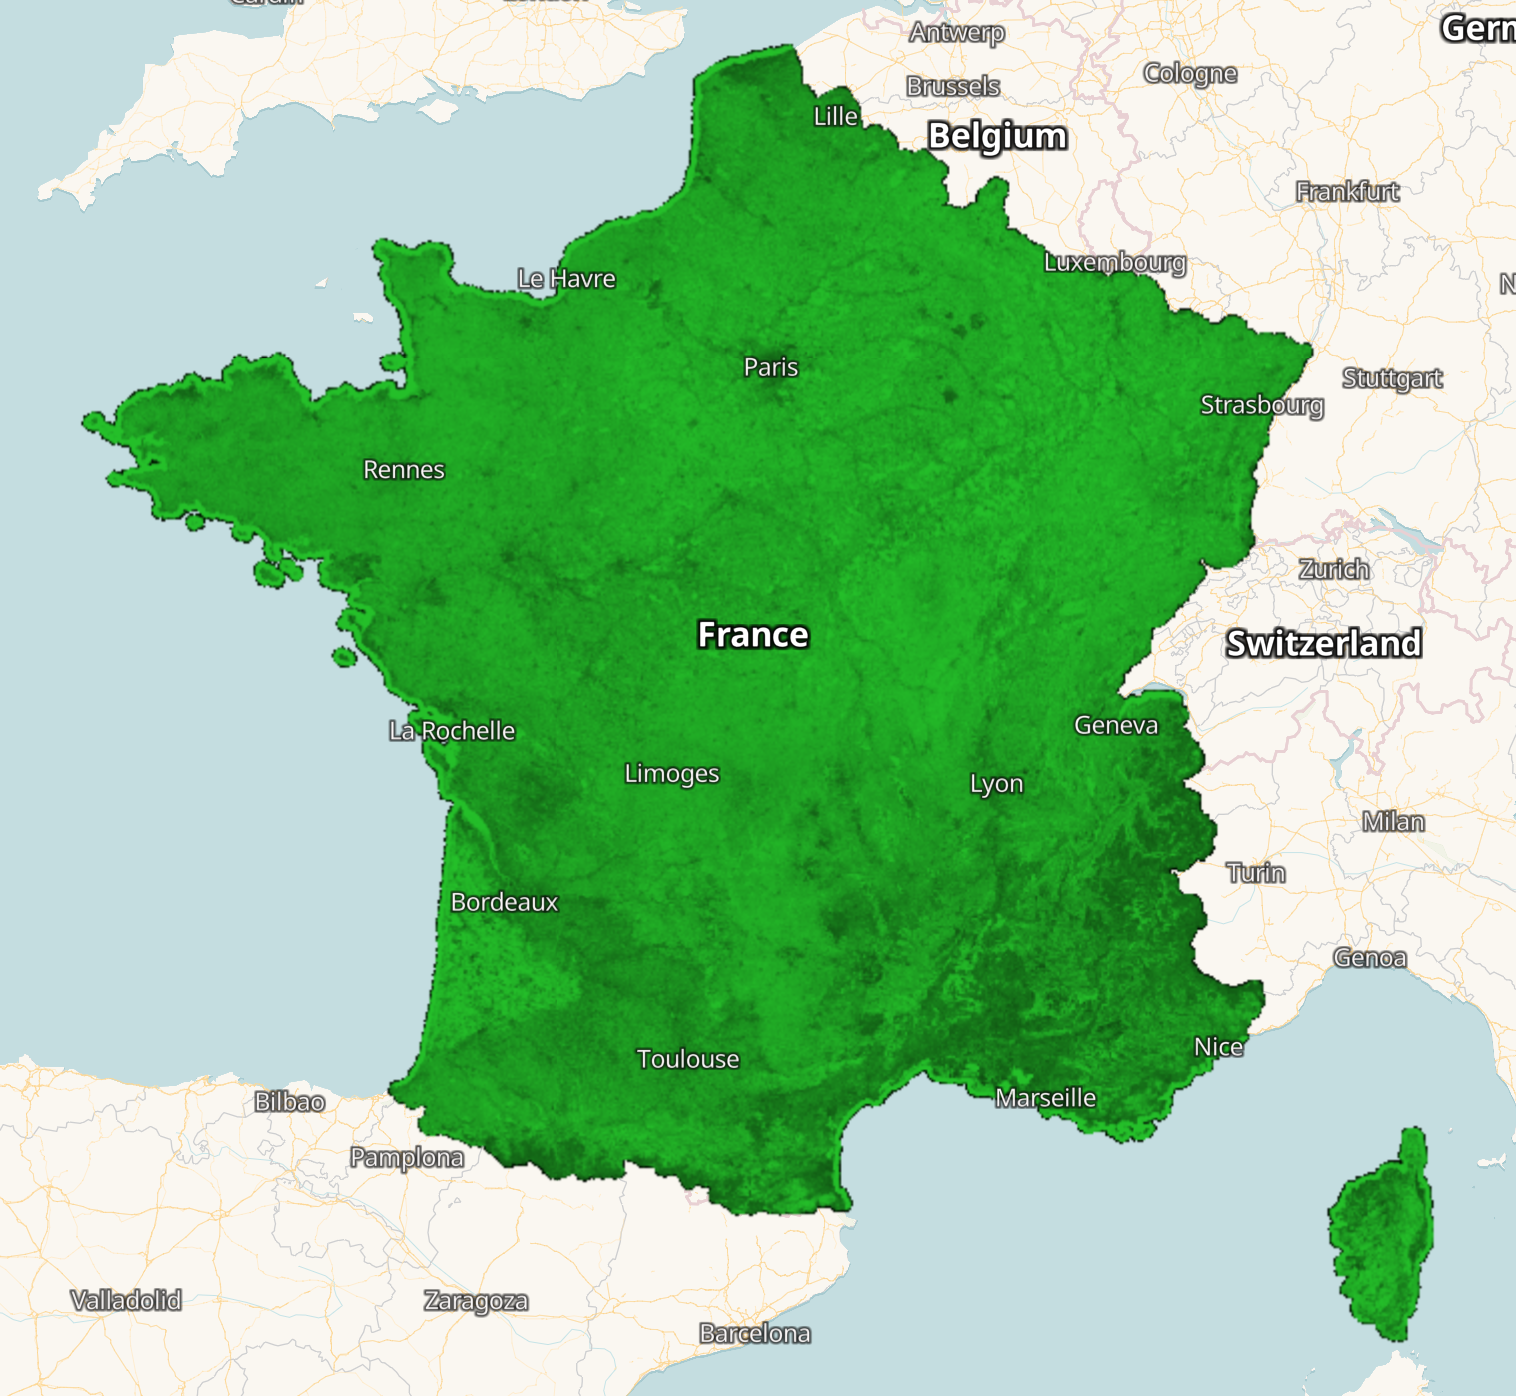 Antwerp
Cologne
Brussels
Lille
Belgium
Frankfurt
Luxembourg
Le Havre
Paris
Stuttgart
Strasbourg
Rennes
Zurich
France
Switzerland
Geneva
La Rochelle
Limoges
Lyon
Milan
Turin
Bordeaux
Genoa
Toulouse
Nice
Marseille
Bilbao
Pamplona
Valladolid
Zaragoza
Barcelona